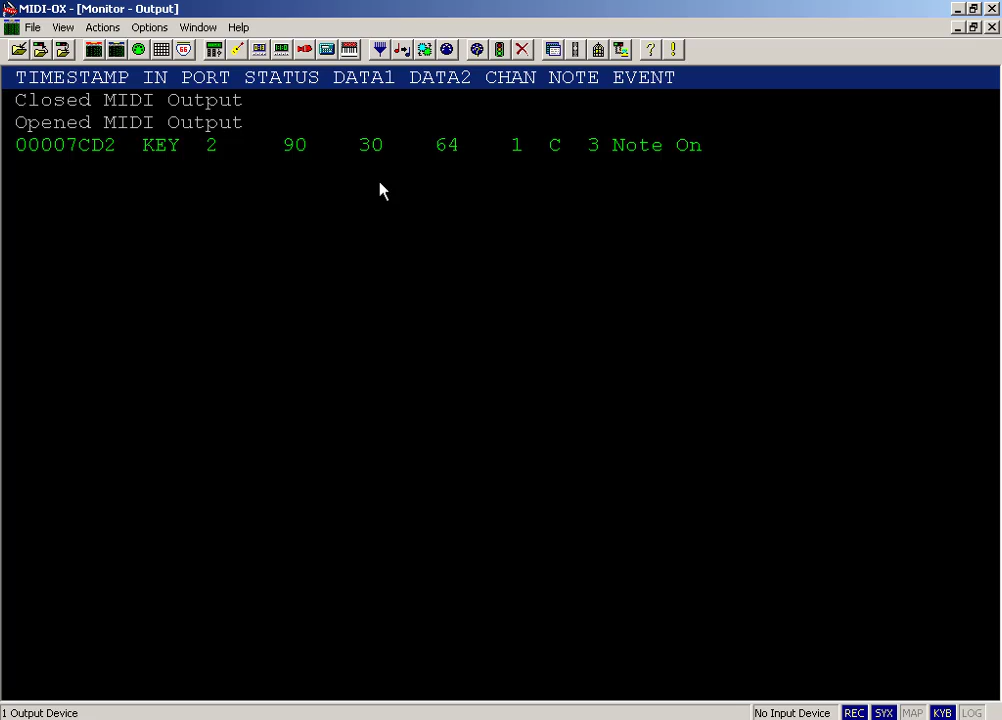 MIDI-OX - [Monitor - Output]
File View Actions Options Window Help
TIMESTAMP IN PORT STATUS DATA1 DATA2 CHAN NOTE EVENT
Closed MIDI Output
Opened MIDI Output
00007CD2 KEY 2 90 30 64 1 C 3 Note On
1 Output Device No Input Device REC SYX MAP KYB LOG